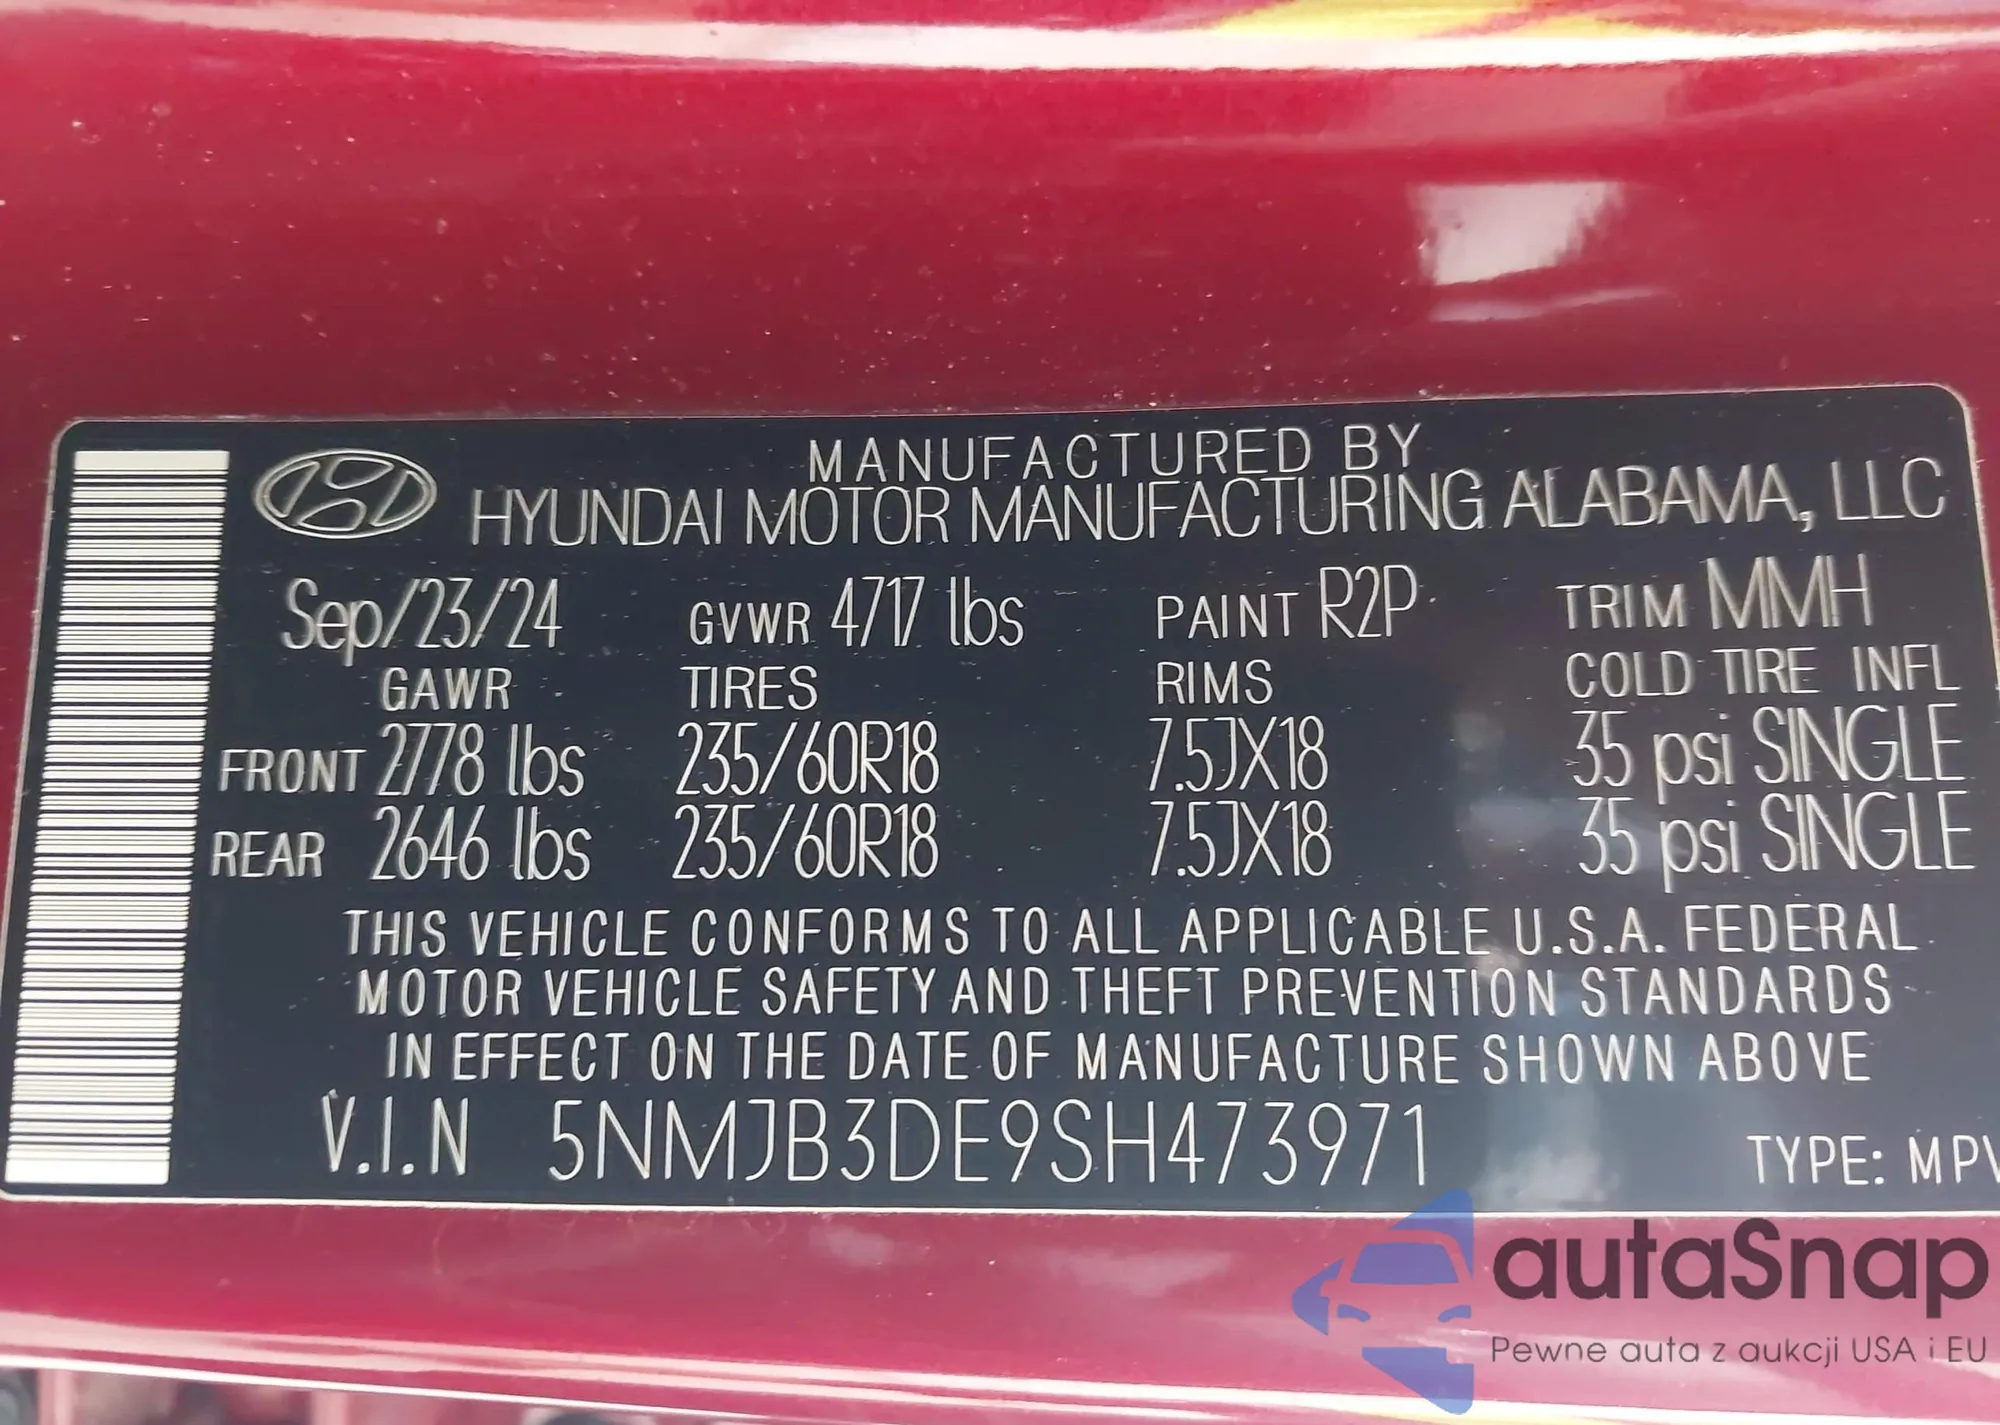 MANUFACTURED BY
HYUNDAI MOTOR MANUFACTURING ALABAMA, LLC
Sep/23/24 GVWR 4717 lbs PAINT R2P TRIM MMH
GAWR TIRES RIMS COLD TIRE INFL
FRONT 2778 lbs 235/60R18 7.5JX18 35 psi SINGLE
REAR 2646 lbs 235/60R18 7.5JX18 35 psi SINGLE
THIS VEHICLE CONFORMS TO ALL APPLICABLE U.S.A. FEDERAL
MOTOR VEHICLE SAFETY AND THEFT PREVENTION STANDARDS
IN EFFECT ON THE DATE OF MANUFACTURE SHOWN ABOVE
V.I.N 5NMJB3DE9SH473971 TYPE: MPV
autaSnap
Pewne auta z aukcji USA i EU